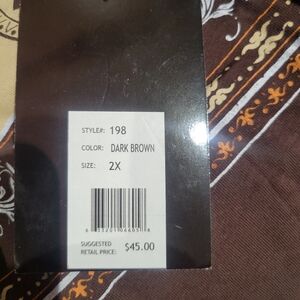 STYLE#: 198
COLOR: DARK BROWN
SIZE: 2X
SUGGESTED
RETAIL PRICE: $45.00